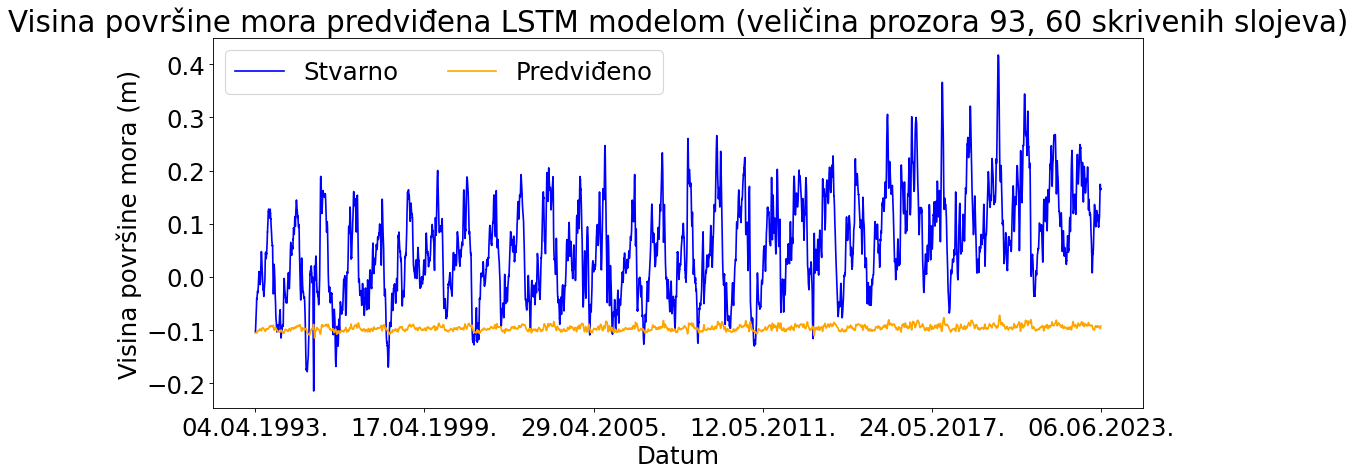 Visina površine mora predviđena LSTM modelom (veličina prozora 93, 60 skrivenih slojeva)
Stvarno Predviđeno
Visina površine mora (m)
0.4
0.3
0.2
0.1
0.0
−0.1
−0.2
04.04.1993. 17.04.1999. 29.04.2005. 12.05.2011. 24.05.2017. 06.06.2023.
Datum